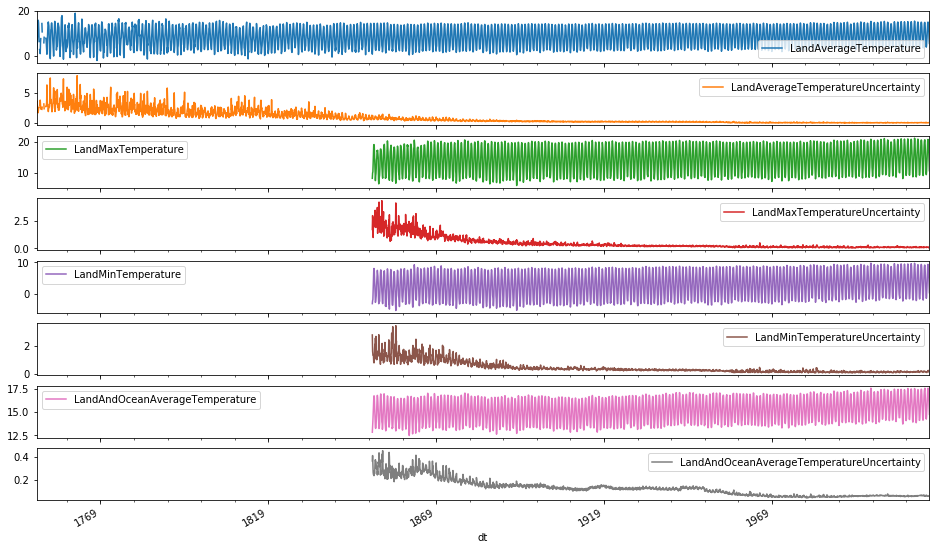 20
0
LandAverageTemperature
5
0
LandAverageTemperatureUncertainty
20
10
LandMaxTemperature
2.5
0.0
LandMaxTemperatureUncertainty
10
0
LandMinTemperature
2
0
LandMinTemperatureUncertainty
17.5
15.0
12.5
LandAndOceanAverageTemperature
0.4
0.2
LandAndOceanAverageTemperatureUncertainty
1769 1819 1869 1919 1969
dt